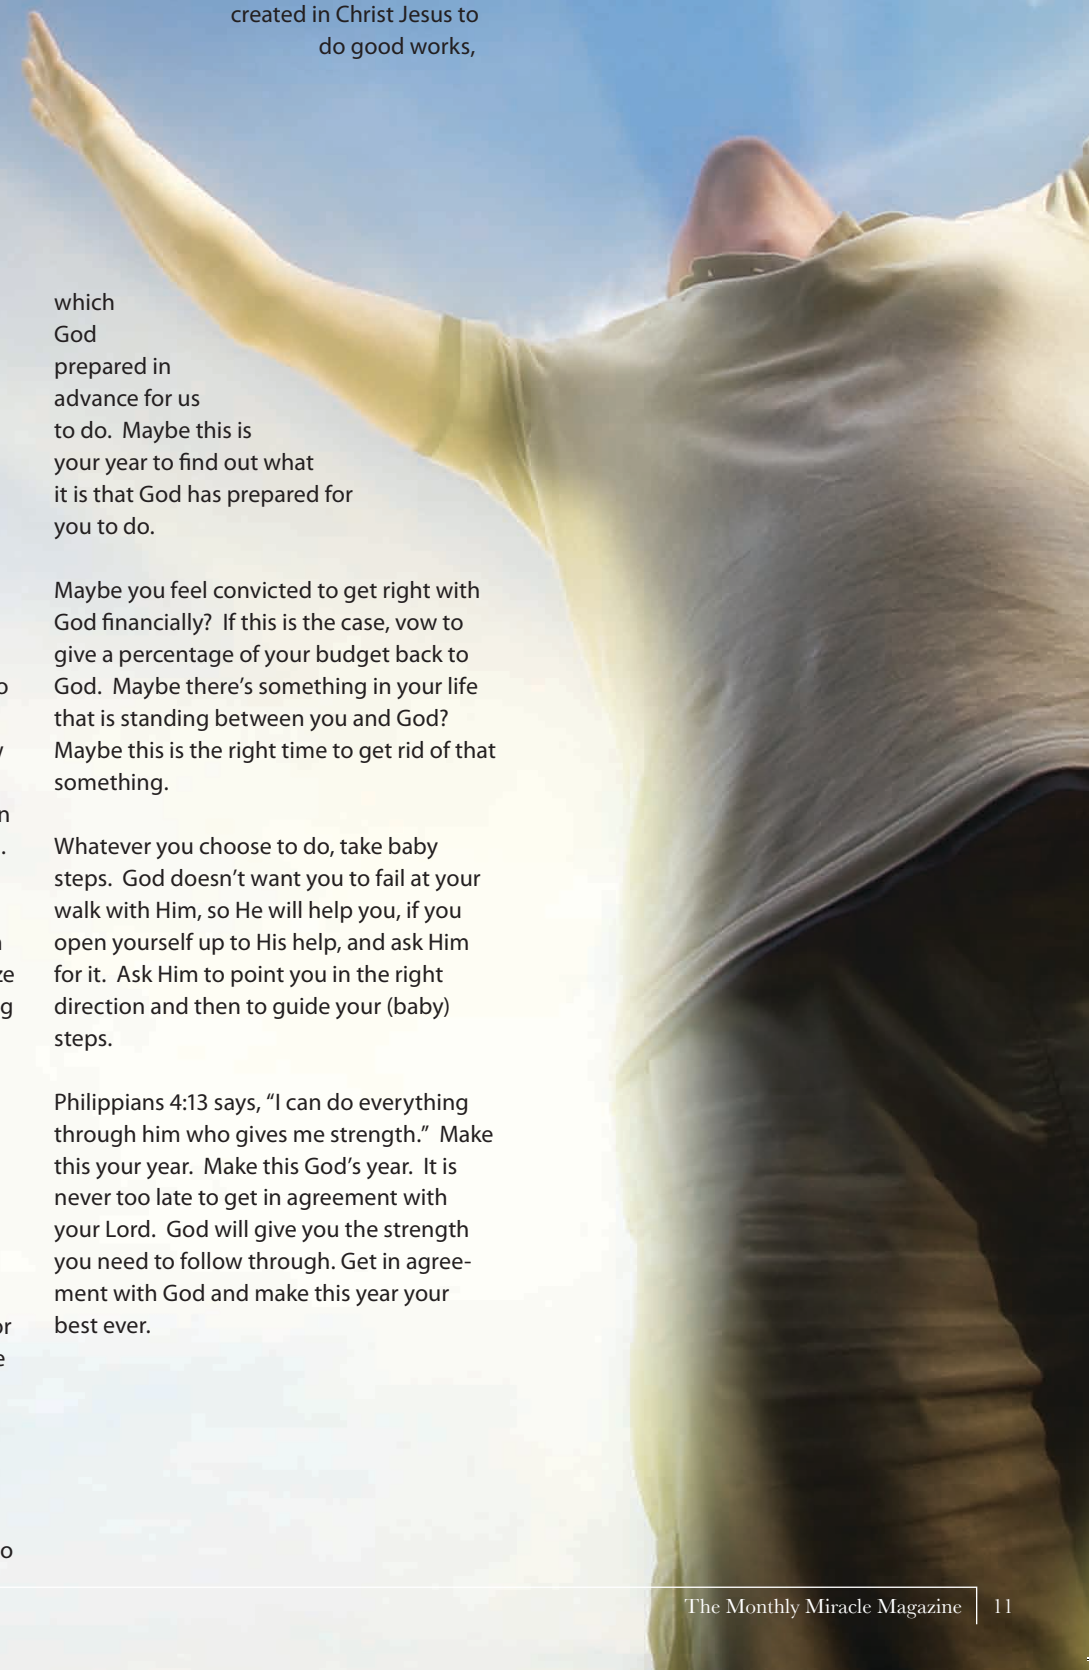 created in Christ Jesus to
do good works,
which
God
prepared in
advance for us
to do.  Maybe this is
your year to find out what
it is that God has prepared for
you to do.
Maybe you feel convicted to get right with
God financially?  If this is the case, vow to
give a percentage of your budget back to
God.  Maybe there’s something in your life
that is standing between you and God?
Maybe this is the right time to get rid of that
something.
Whatever you choose to do, take baby
steps.  God doesn’t want you to fail at your
walk with Him, so He will help you, if you
open yourself up to His help, and ask Him
for it.  Ask Him to point you in the right
direction and then to guide your (baby)
steps.
Philippians 4:13 says, “I can do everything
through him who gives me strength.”  Make
this your year.  Make this God’s year.  It is
never too late to get in agreement with
your Lord.  God will give you the strength
you need to follow through. Get in agree-
ment with God and make this year your
best ever.
The Monthly Miracle Magazine 11